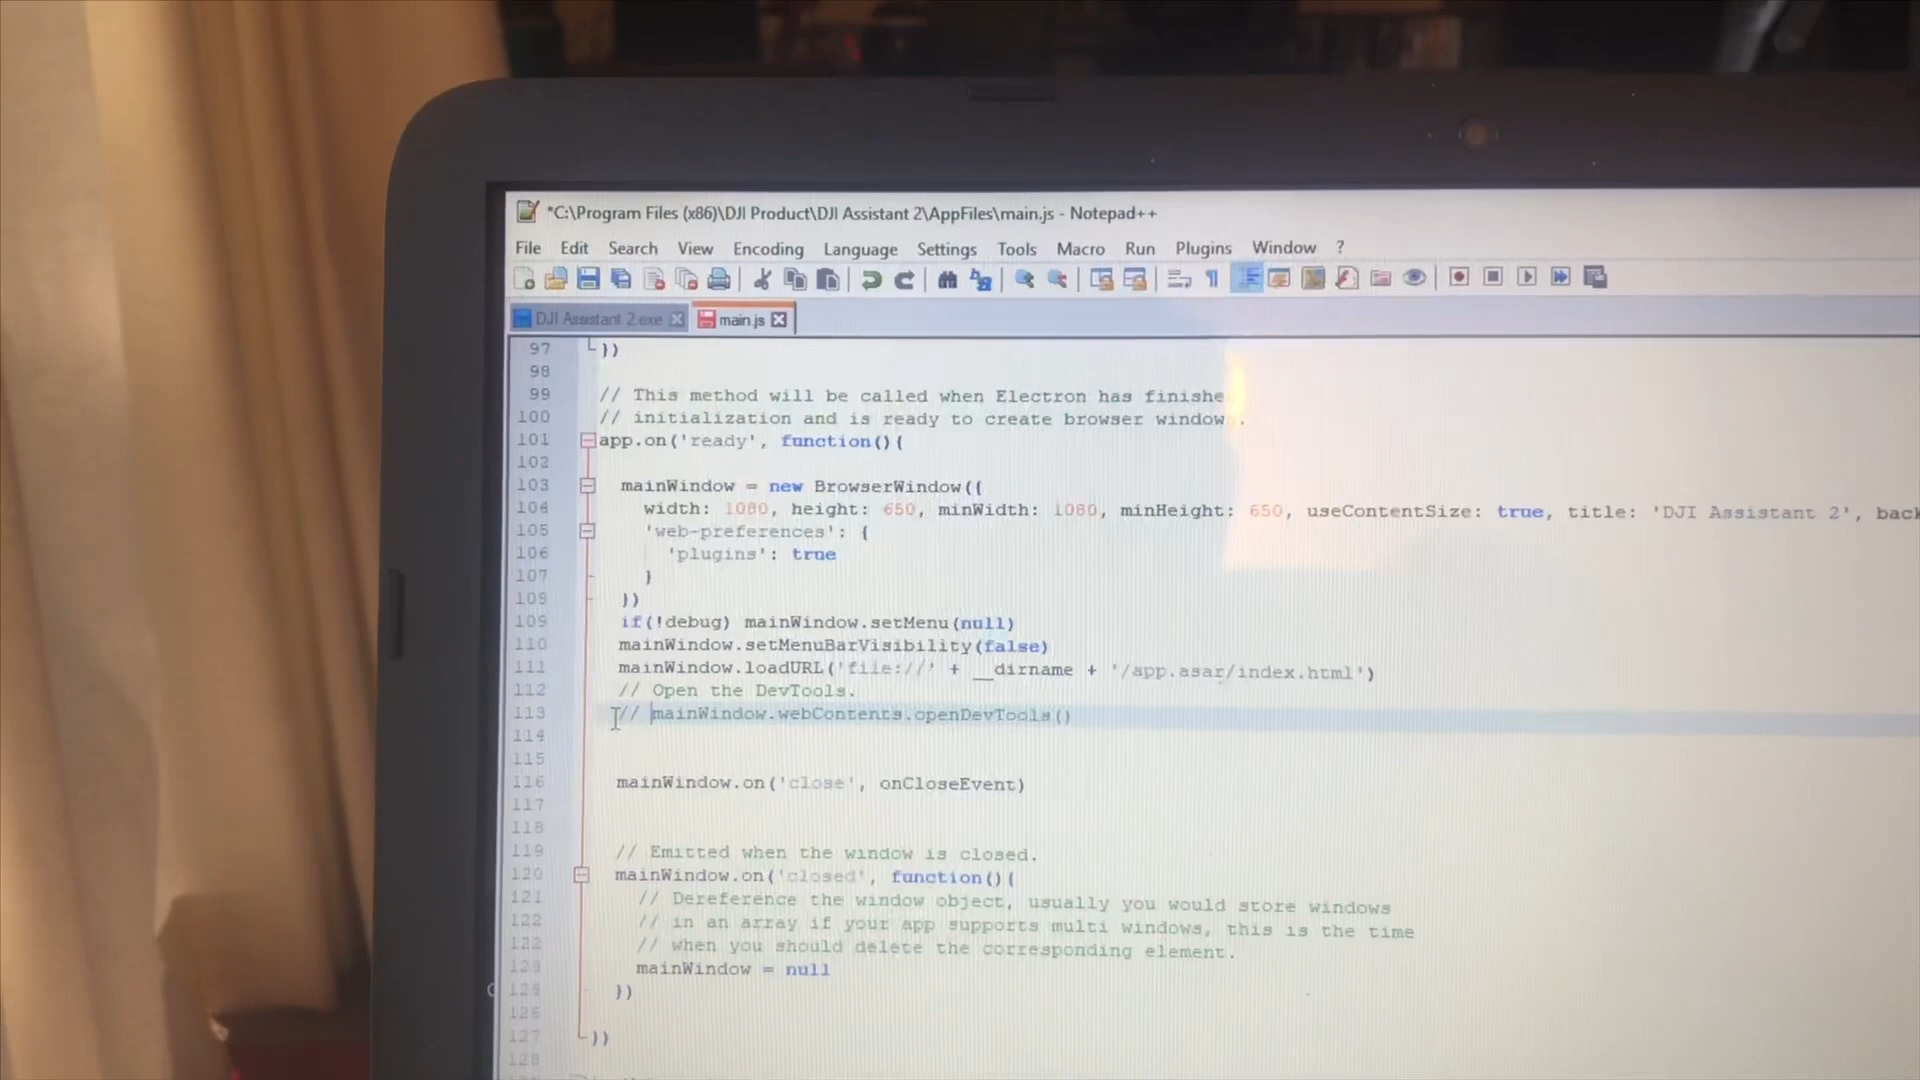 *C:\Program Files (x86)\DJI Product\DJI Assistant 2\AppFiles\main.js - Notepad++
File Edit Search View Encoding Language Settings Tools Macro Run Plugins Window ?
DJI Assistant 2.exe main.js
97 })
98
99 // This method will be called when Electron has finishe
100 // initialization and is ready to create browser window .
101 app.on('ready', function(){
102
103 mainWindow = new BrowserWindow({
104 width: 1080, height: 650, minWidth: 1080, minHeight: 650, useContentSize: true, title: 'DJI Assistant 2', back
105 'web-preferences': {
106 'plugins': true
107 }
108 })
109 if(!debug) mainWindow.setMenu(null)
110 mainWindow.setMenuBarVisibility(false)
111 mainWindow.loadURL('file://' + __dirname + '/app.asar/index.html')
112 // Open the DevTools.
113 // mainWindow.webContents.openDevTools()
114
115
116 mainWindow.on('close', onCloseEvent)
117
118
119 // Emitted when the window is closed.
120 mainWindow.on('closed', function(){
121 // Dereference the window object, usually you would store windows
122 // in an array if your app supports multi windows, this is the time
// when you should delete the corresponding element.
mainWindow = null
})
127 })
128